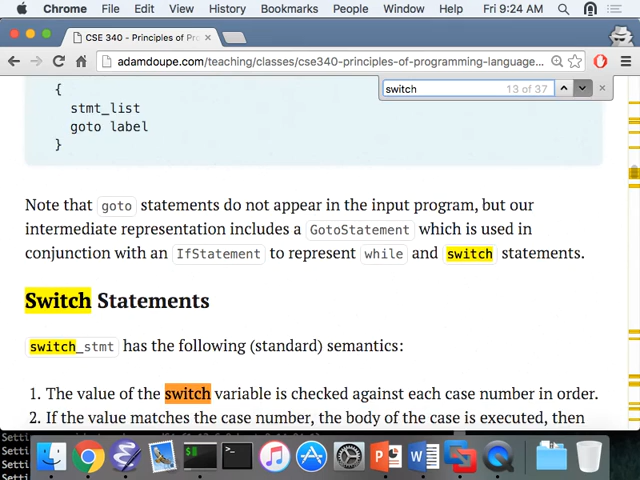 Chrome File Edit View History Bookmarks People Window Help Fri 9:24 AM
CSE 340 - Principles of Pro
adamdoupe.com/teaching/classes/cse340-principles-of-programming-language...
switch 13 of 37
{
stmt_list
goto label
}
Note that goto statements do not appear in the input program, but our
intermediate representation includes a GotoStatement which is used in
conjunction with an IfStatement to represent while and switch statements.
Switch Statements
switch_stmt has the following (standard) semantics:
1. The value of the switch variable is checked against each case number in order.
2. If the value matches the case number, the body of the case is executed, then
Setti
Setti
Setti
Setti